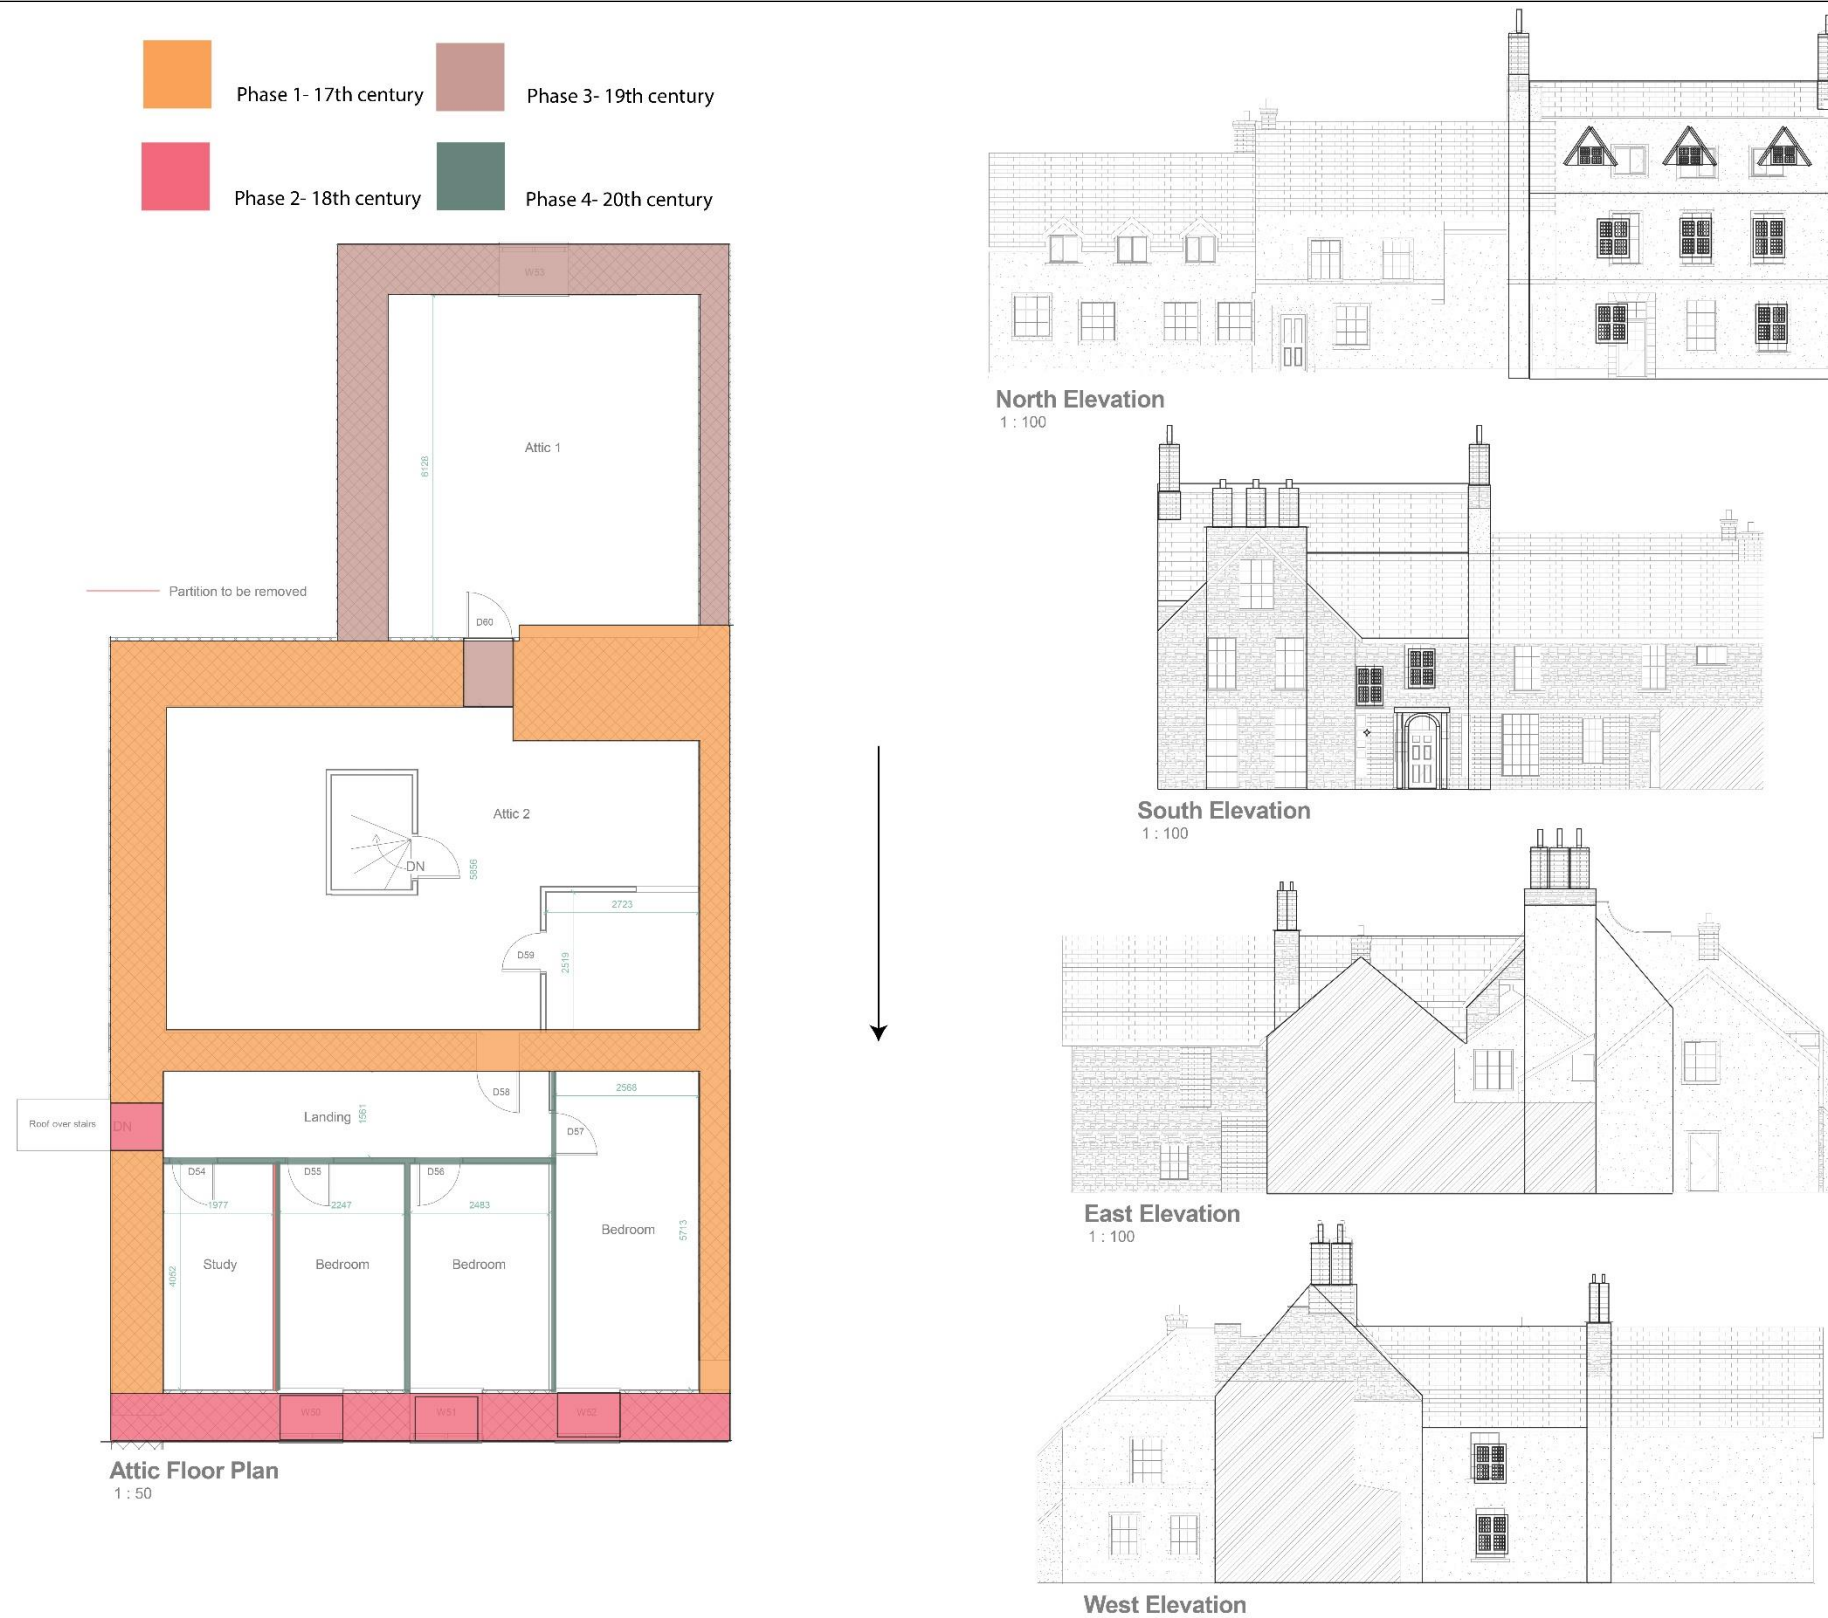 Phase 1- 17th century
Phase 3- 19th century
Phase 2- 18th century
Phase 4- 20th century
W53
Attic 1
6128
Partition to be removed
D60
Attic 2
DN
5856
2723
D59
2519
D58
2568
Landing
1561
D57
Roof over stairs
DN
D54
D55
D56
1977
2247
2483
Bedroom
5713
Study
Bedroom
Bedroom
4052
W50
W51
W52
Attic Floor Plan
1 : 50
North Elevation
1 : 100
South Elevation
1 : 100
East Elevation
1 : 100
West Elevation